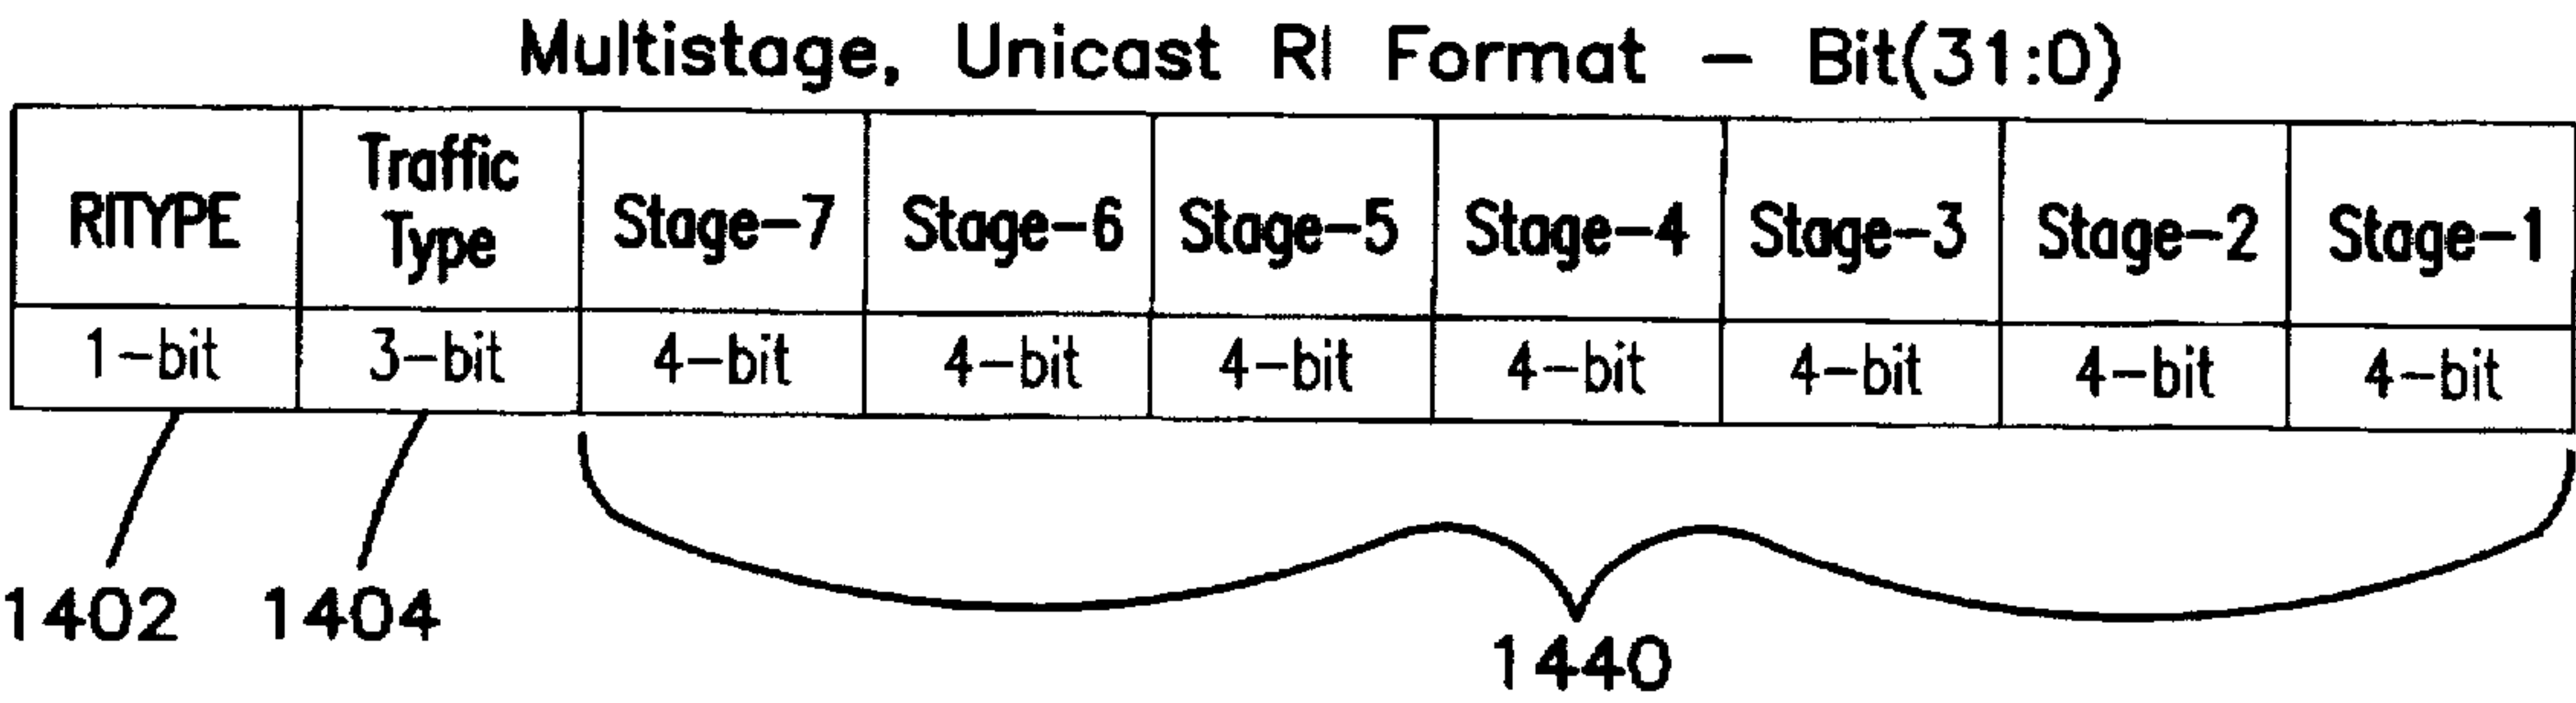 Multistage, Unicast RI Format - Bit(31:0)
RITYPE Traffic Type Stage-7 Stage-6 Stage-5 Stage-4 Stage-3 Stage-2 Stage-1
1-bit 3-bit 4-bit 4-bit 4-bit 4-bit 4-bit 4-bit 4-bit
1402 1404 1440